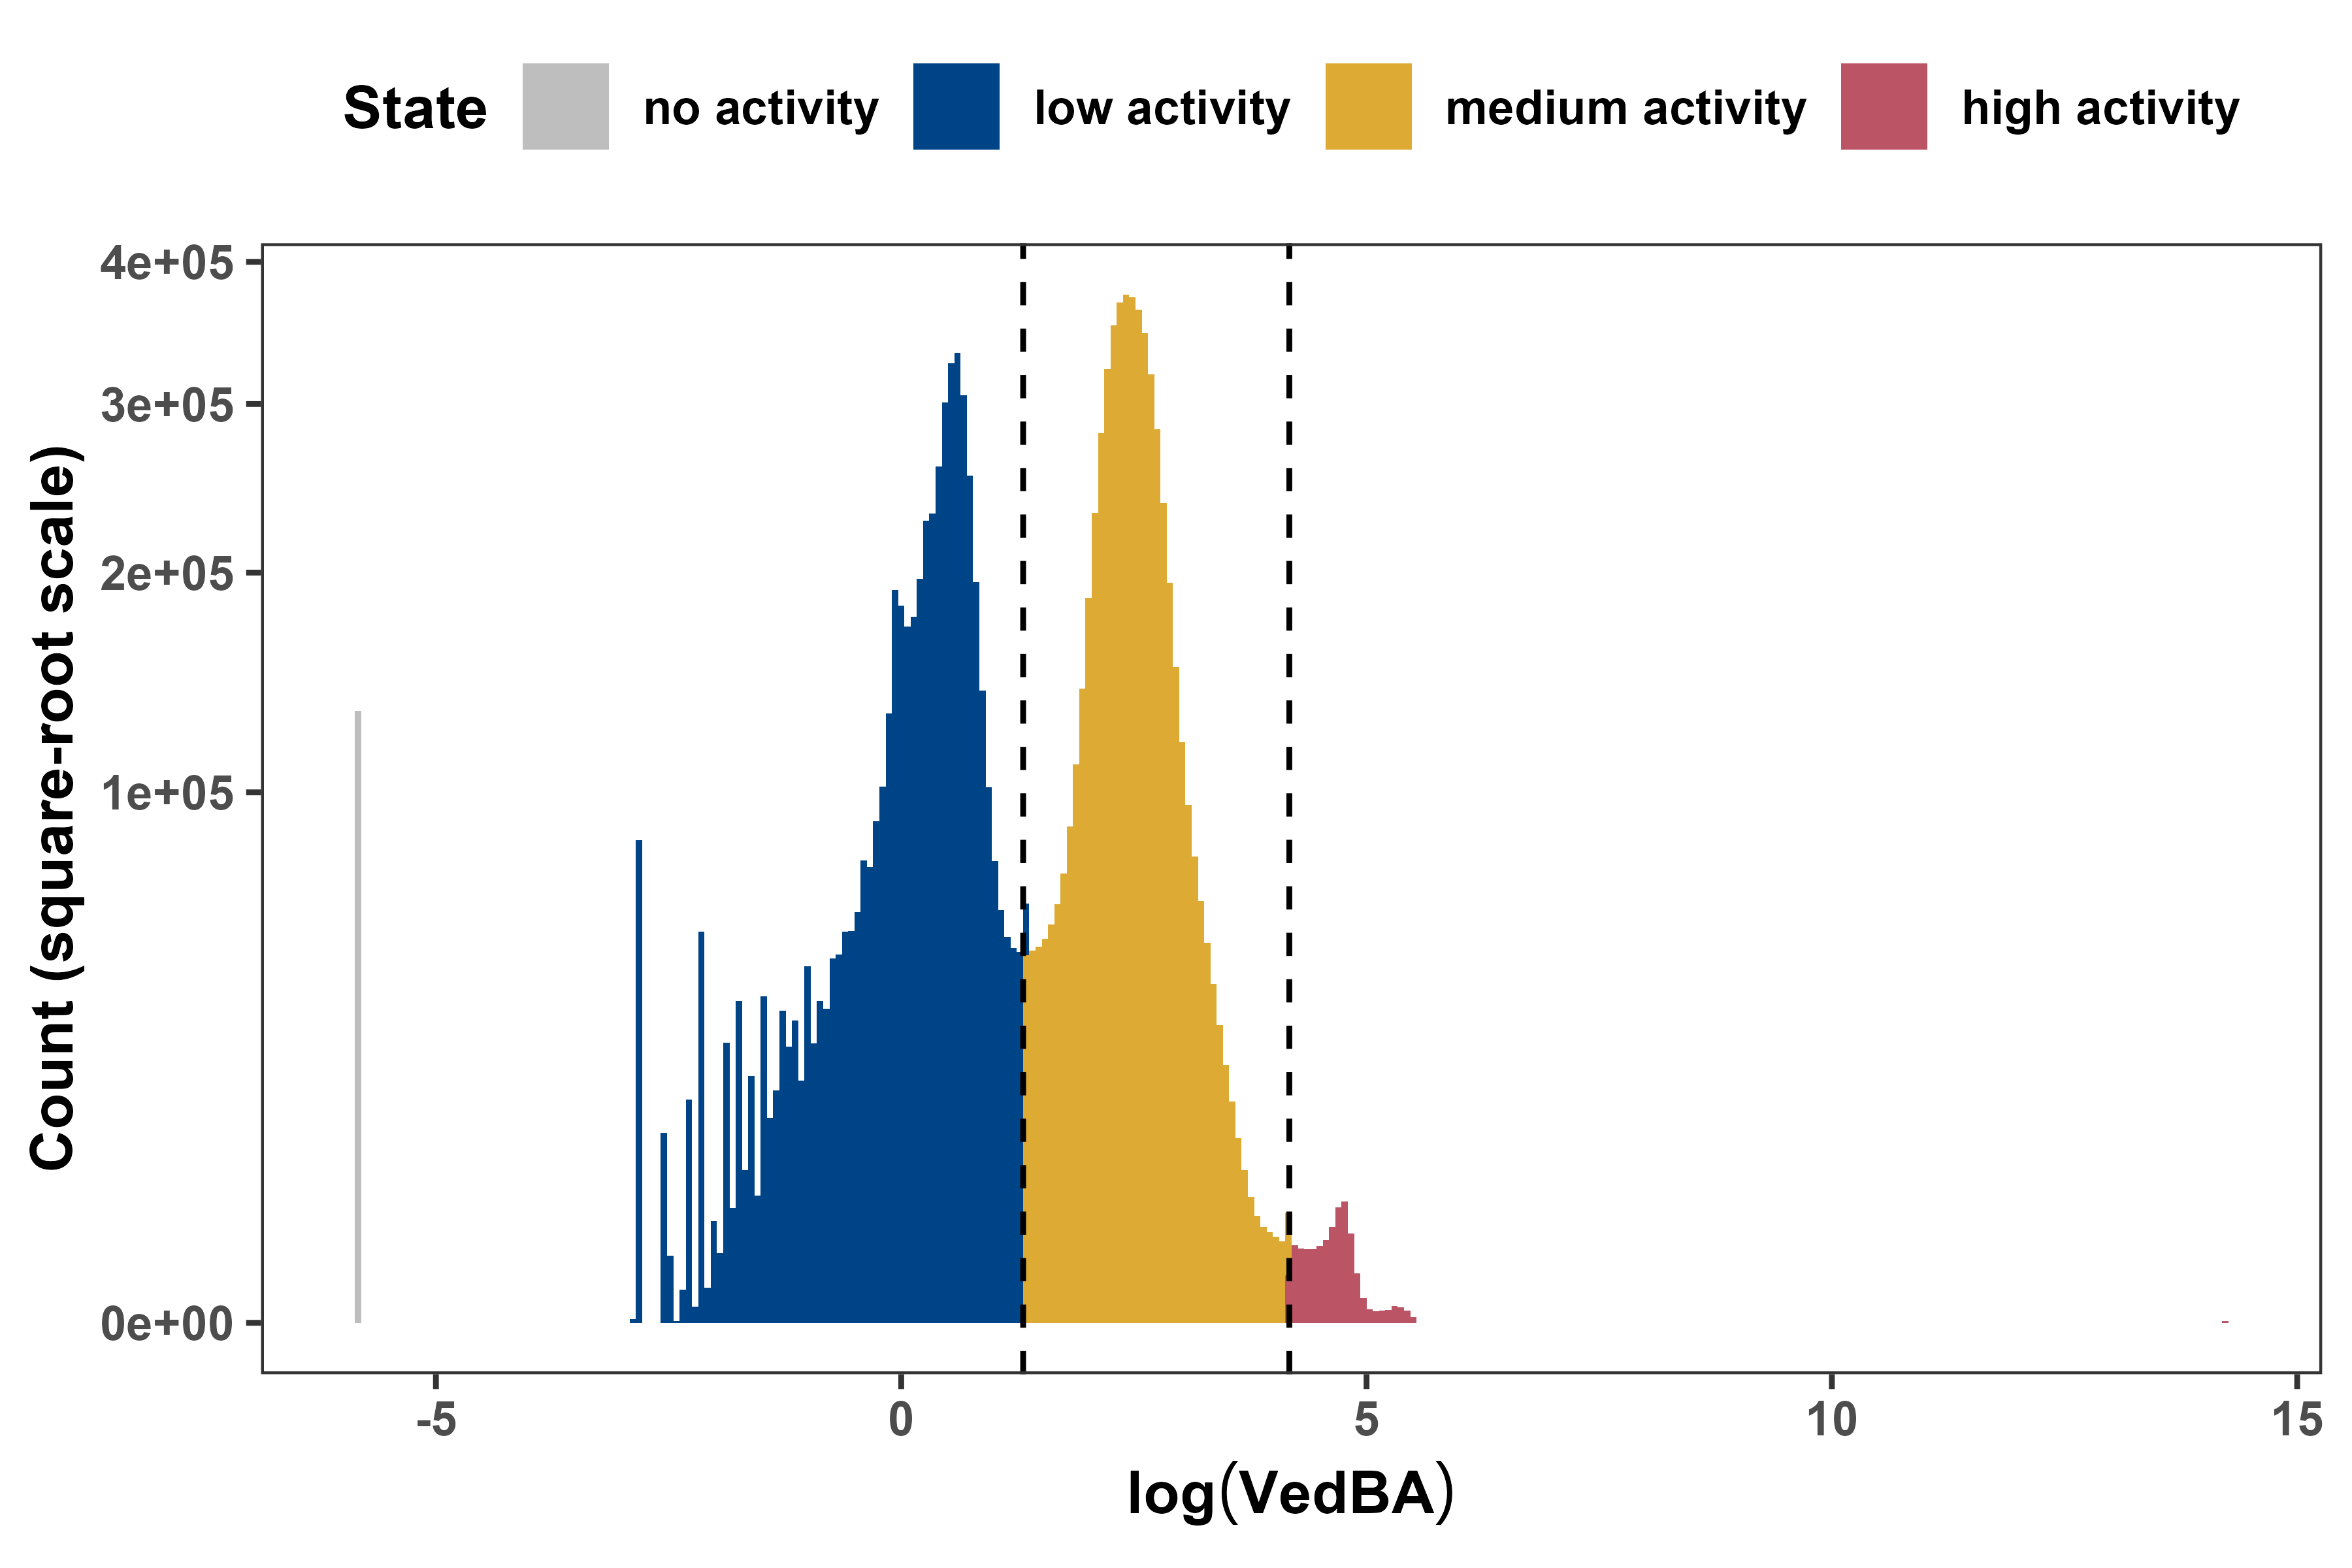 State no activity low activity medium activity high activity
4e+05
3e+05
2e+05
1e+05
0e+00
Count (square-root scale)
-5 0 5 10 15
log(VedBA)